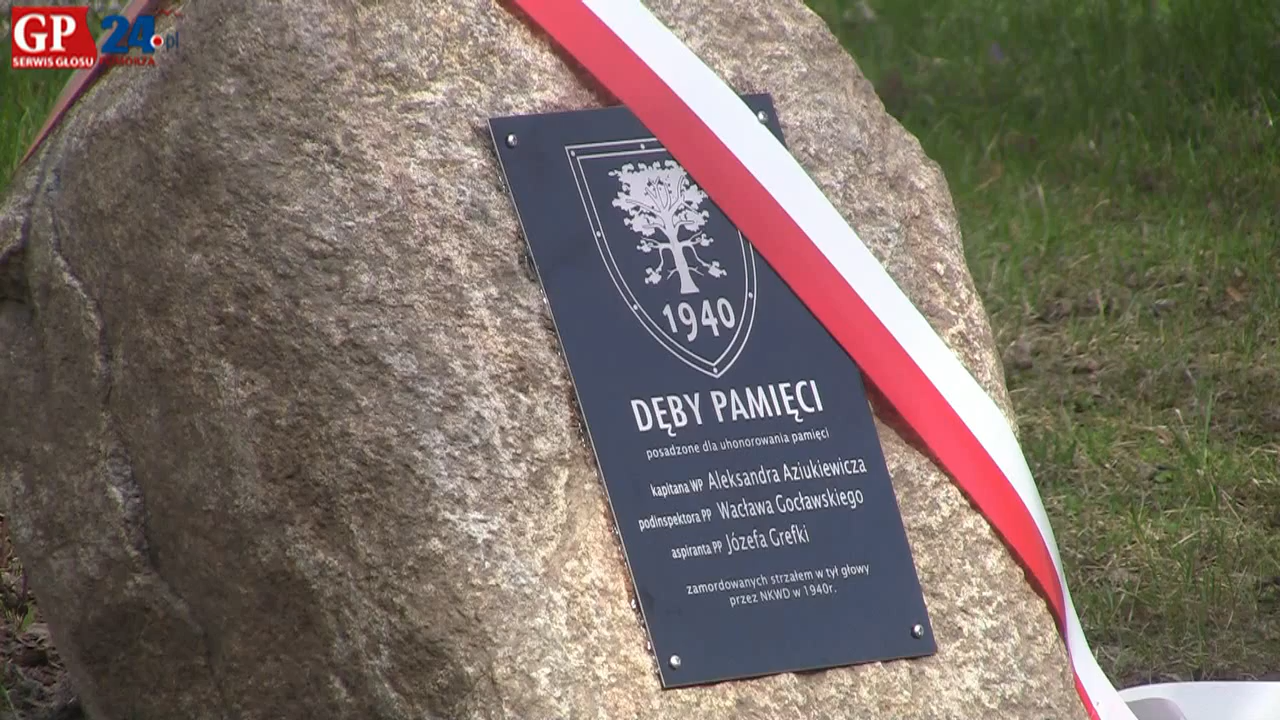 GP 24.pl
SERWIS GŁOSU POMORZA
1940
DĘBY PAMIĘCI
posadzone dla uhonorowania pamięci
kapitana WP Aleksandra Aziukiewicza
podinspektora PP Wacława Gocławskiego
aspiranta PP Józefa Grefki
zamordowanych strzałem w tył głowy
przez NKWD w 1940r.